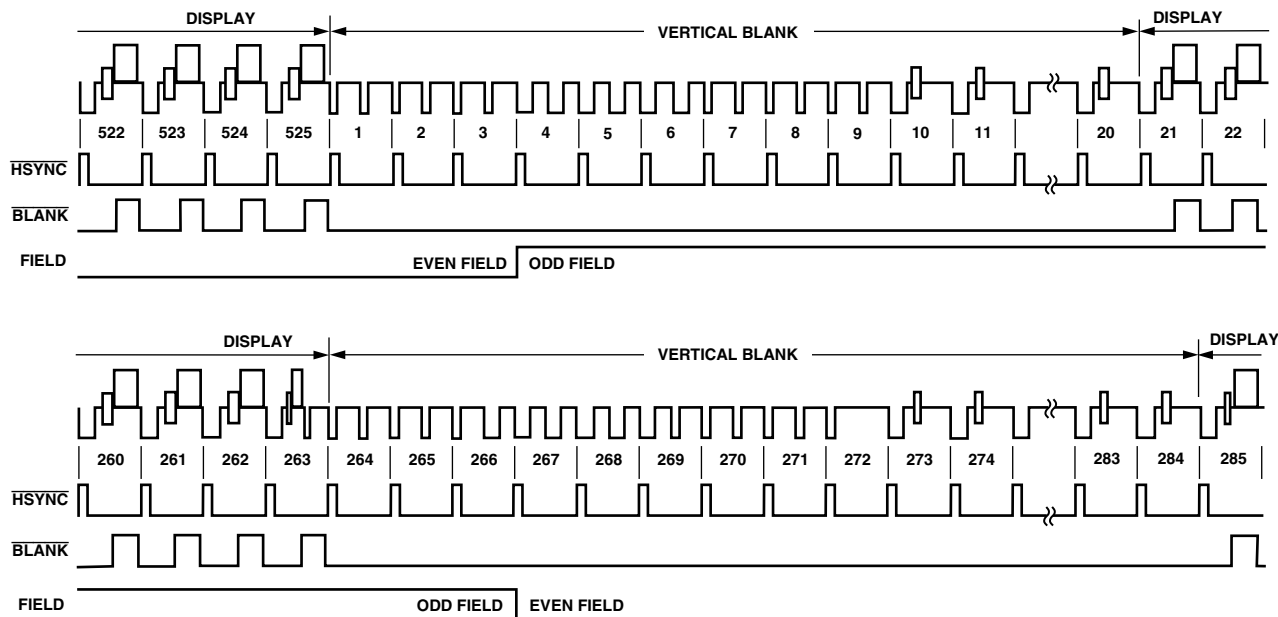 DISPLAY VERTICAL BLANK DISPLAY
522 523 524 525 1 2 3 4 5 6 7 8 9 10 11 20 21 22
HSYNC
BLANK
FIELD EVEN FIELD ODD FIELD
DISPLAY VERTICAL BLANK DISPLAY
260 261 262 263 264 265 266 267 268 269 270 271 272 273 274 283 284 285
HSYNC
BLANK
FIELD ODD FIELD EVEN FIELD